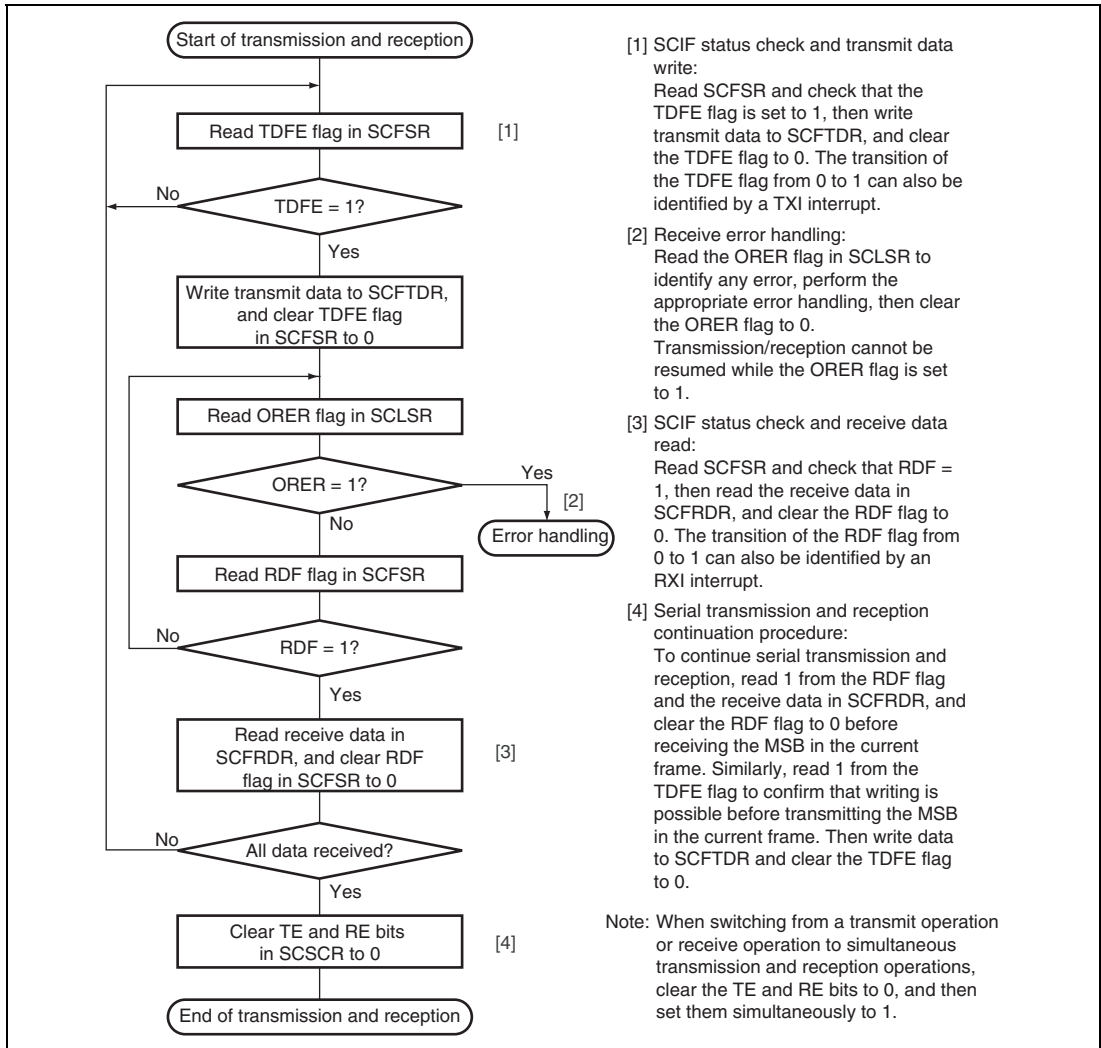 Start of transmission and reception
Read TDFE flag in SCFSR
[1]
No
TDFE = 1?
Yes
Write transmit data to SCFTDR,
and clear TDFE flag
in SCFSR to 0
Read ORER flag in SCLSR
ORER = 1?
Yes
[2]
No
Error handling
Read RDF flag in SCFSR
No
RDF = 1?
Yes
Read receive data in
SCFRDR, and clear RDF
flag in SCFSR to 0
[3]
No
All data received?
Yes
Clear TE and RE bits
in SCSCR to 0
[4]
End of transmission and reception
[1] SCIF status check and transmit data
write:
Read SCFSR and check that the
TDFE flag is set to 1, then write
transmit data to SCFTDR, and clear
the TDFE flag to 0. The transition of
the TDFE flag from 0 to 1 can also be
identified by a TXI interrupt.
[2] Receive error handling:
Read the ORER flag in SCLSR to
identify any error, perform the
appropriate error handling, then clear
the ORER flag to 0.
Transmission/reception cannot be
resumed while the ORER flag is set
to 1.
[3] SCIF status check and receive data
read:
Read SCFSR and check that RDF =
1, then read the receive data in
SCFRDR, and clear the RDF flag to
0. The transition of the RDF flag from
0 to 1 can also be identified by an
RXI interrupt.
[4] Serial transmission and reception
continuation procedure:
To continue serial transmission and
reception, read 1 from the RDF flag
and the receive data in SCFRDR, and
clear the RDF flag to 0 before
receiving the MSB in the current
frame. Similarly, read 1 from the
TDFE flag to confirm that writing is
possible before transmitting the MSB
in the current frame. Then write data
to SCFTDR and clear the TDFE flag
to 0.
Note: When switching from a transmit operation
or receive operation to simultaneous
transmission and reception operations,
clear the TE and RE bits to 0, and then
set them simultaneously to 1.